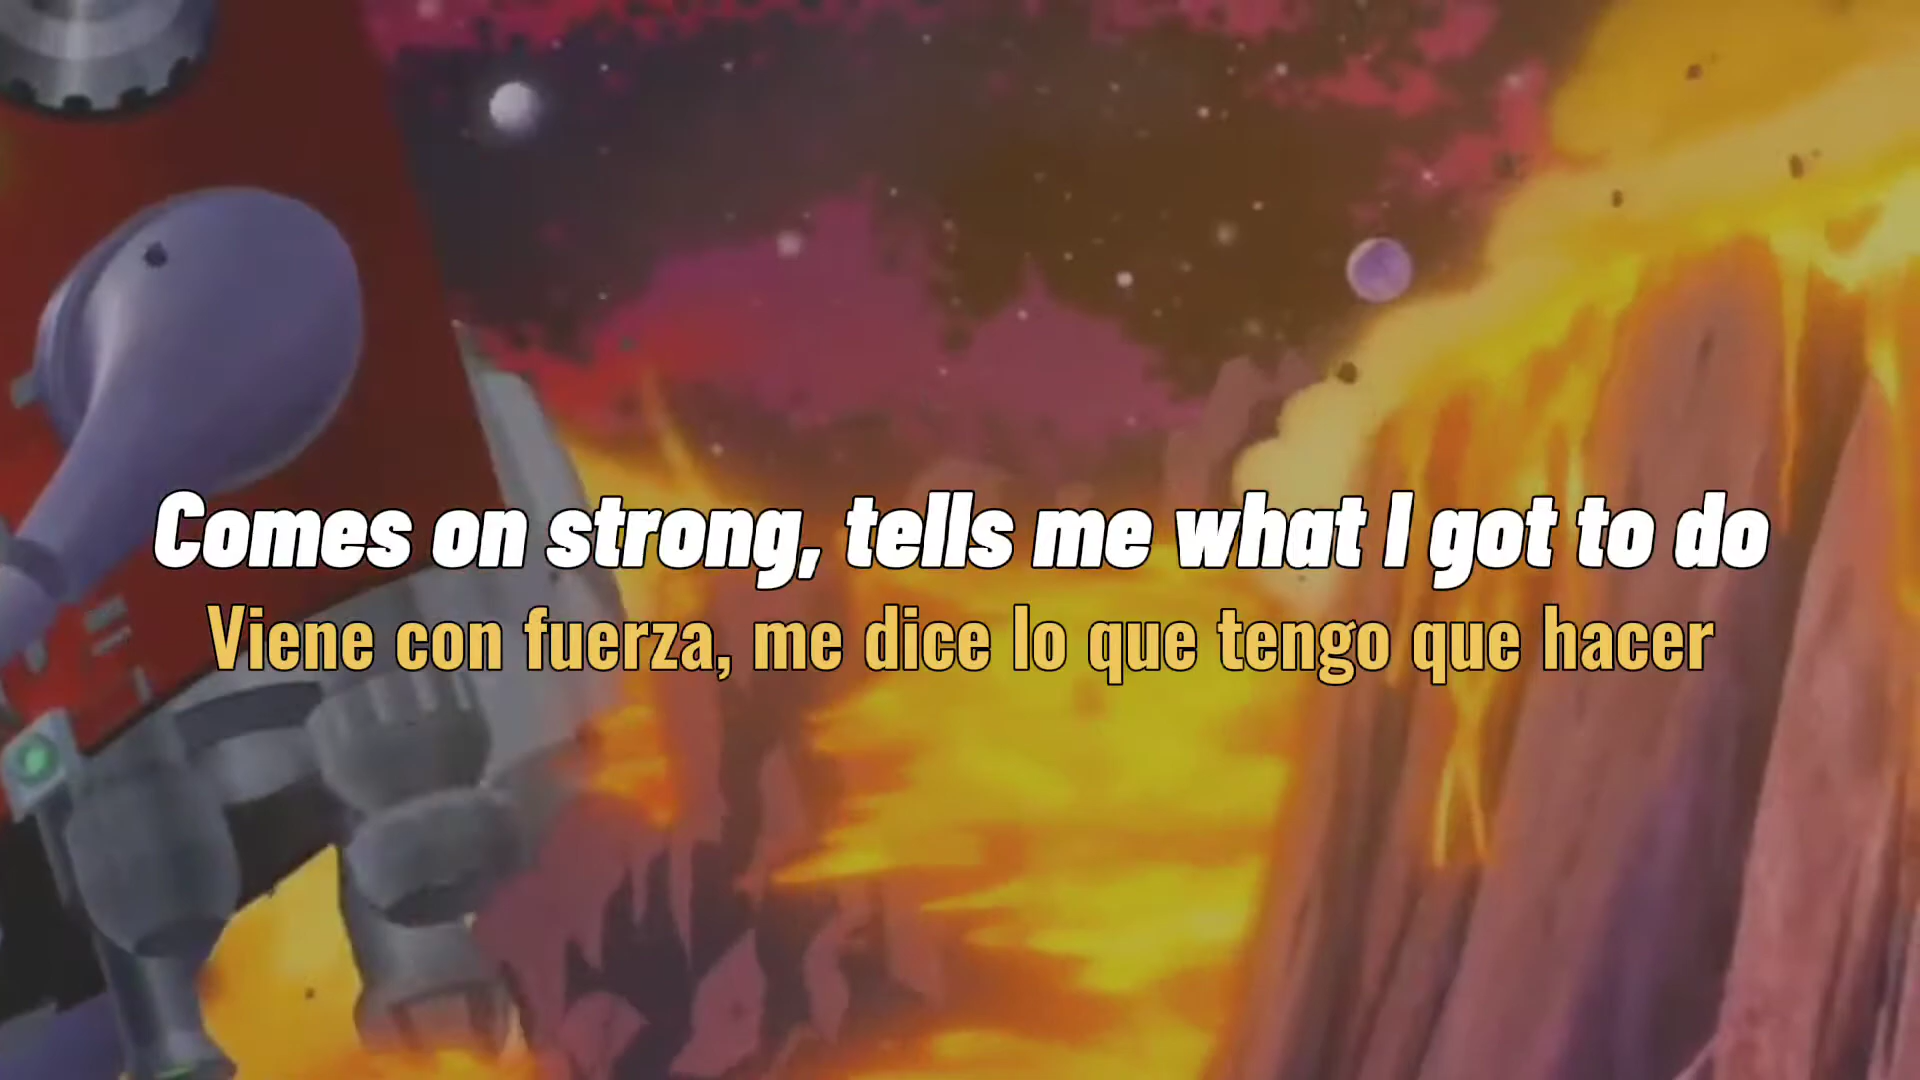 Comes on strong, tells me what I got to do
Viene con fuerza, me dice lo que tengo que hacer